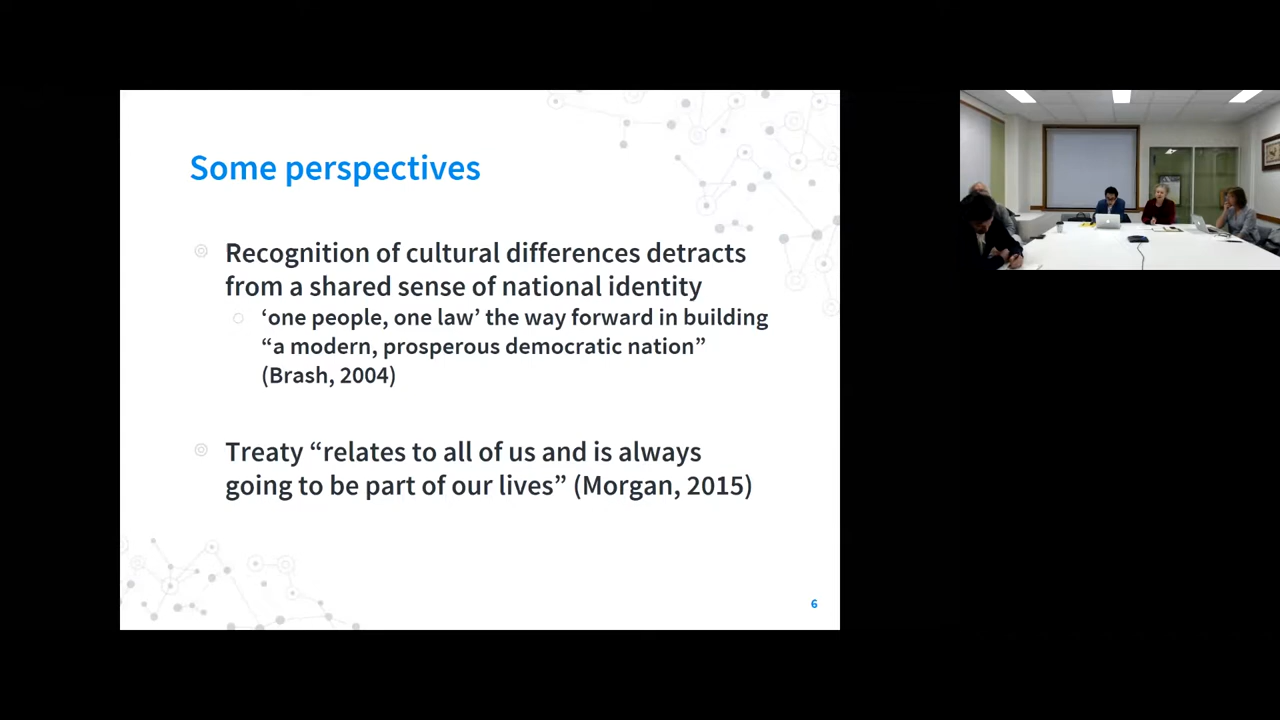 Some perspectives
Recognition of cultural differences detracts
from a shared sense of national identity
‘one people, one law’ the way forward in building
“a modern, prosperous democratic nation”
(Brash, 2004)
Treaty “relates to all of us and is always
going to be part of our lives” (Morgan, 2015)
6